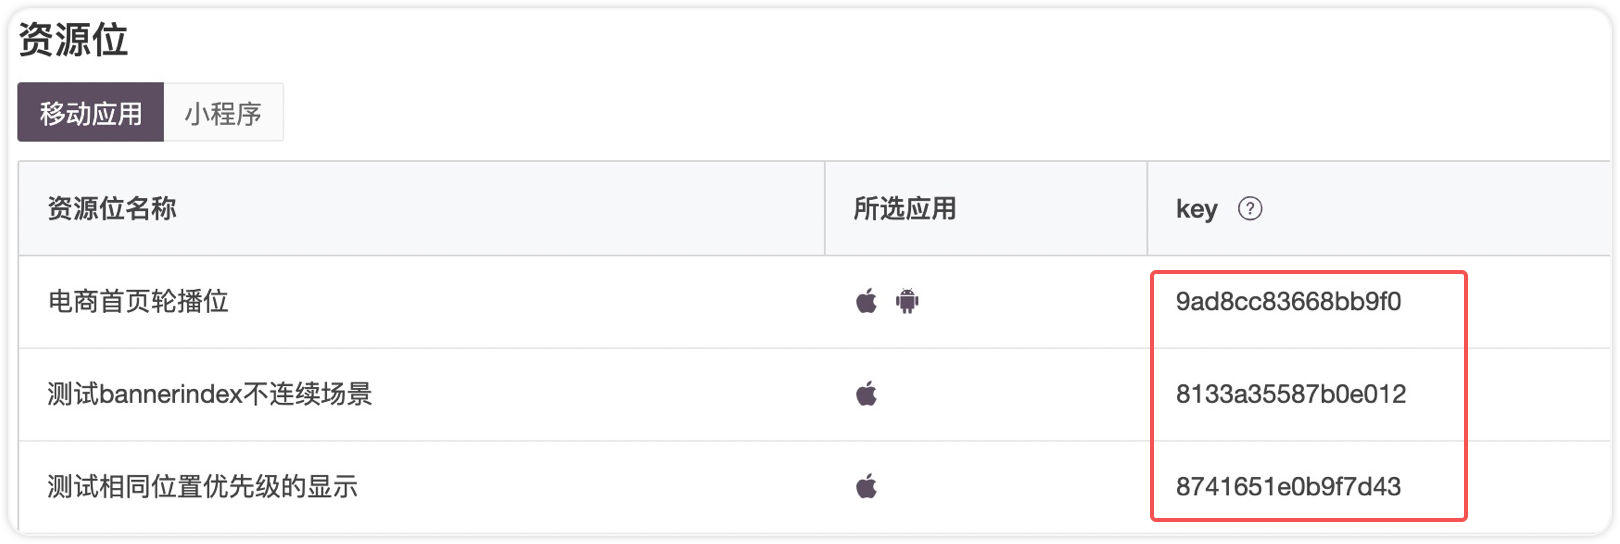 资源位
移动应用 小程序
资源位名称 所选应用 key ?
电商首页轮播位 9ad8cc83668bb9f0
测试bannerindex不连续场景 8133a35587b0e012
测试相同位置优先级的显示 8741651e0b9f7d43